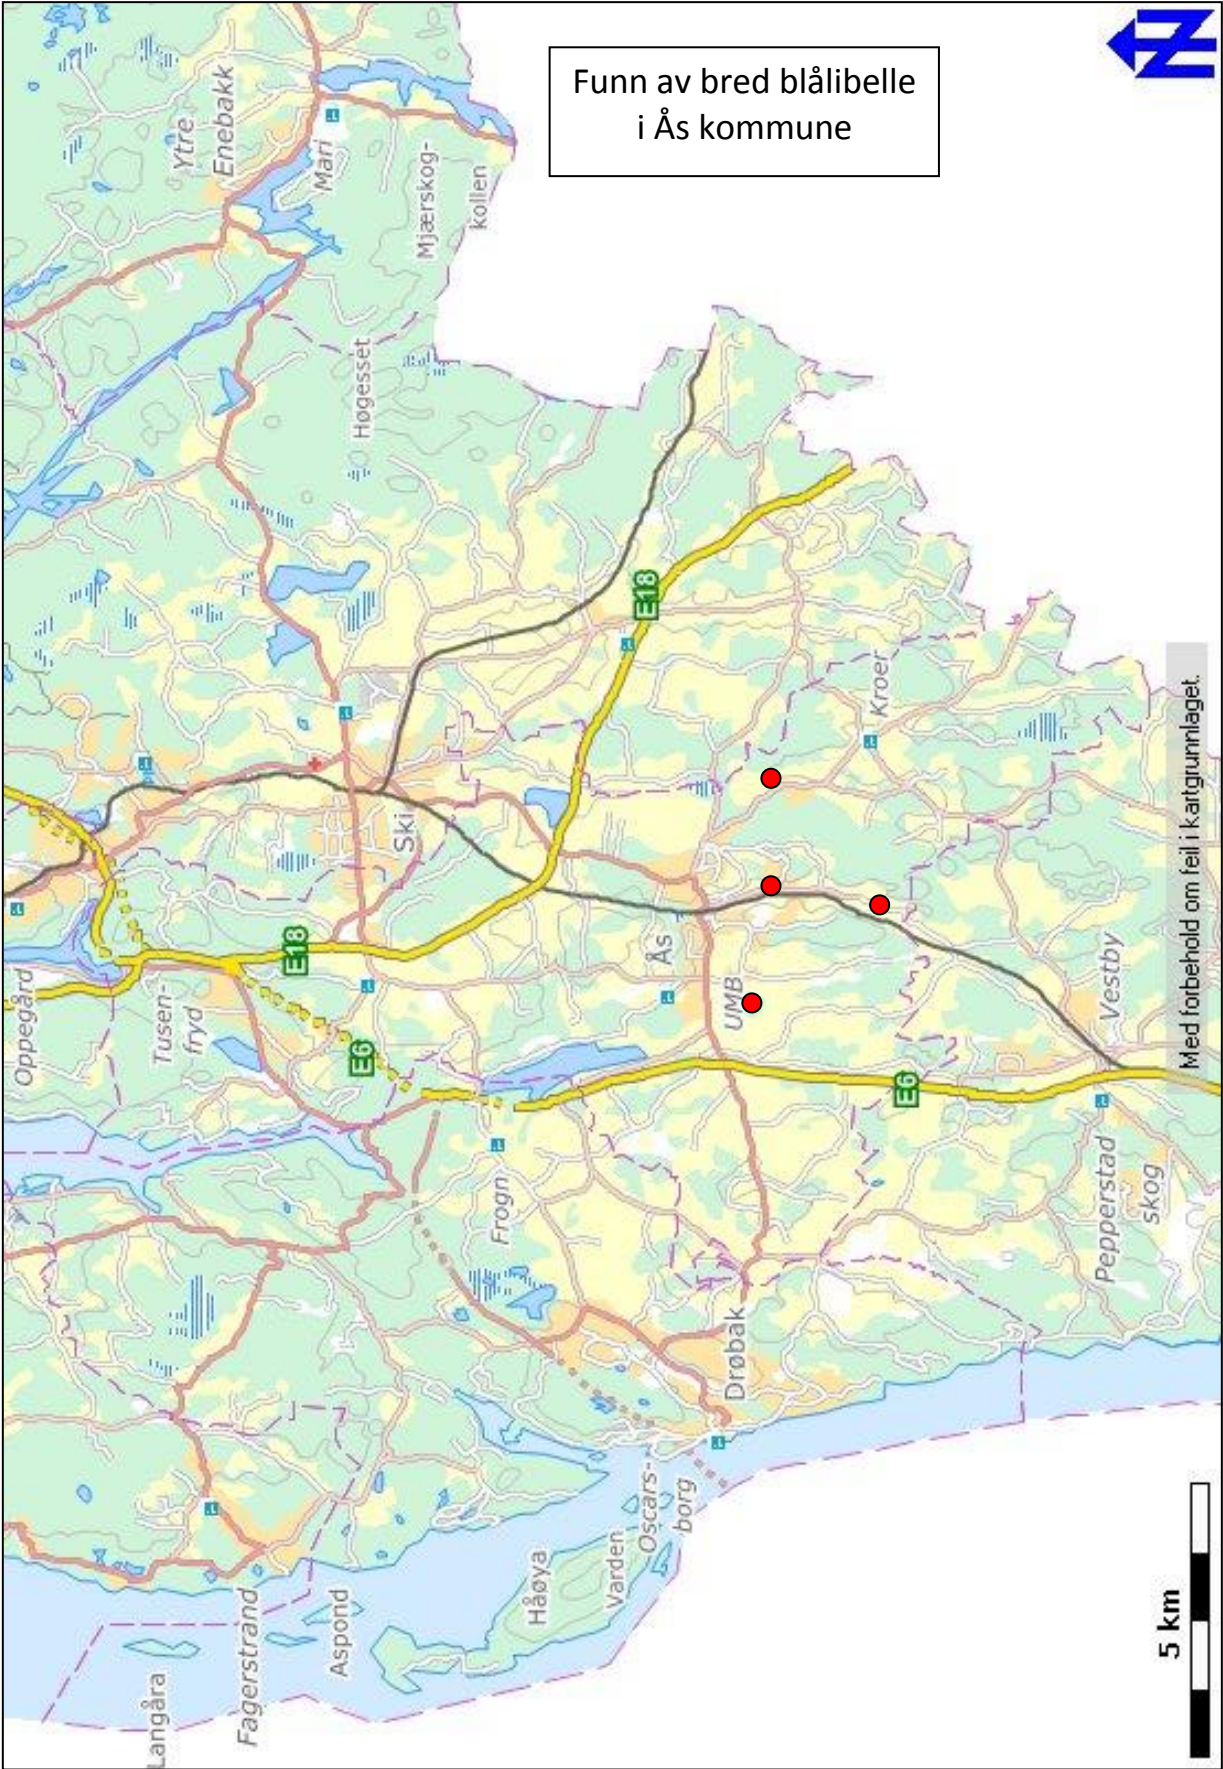 Funn av bred blålibelle
i Ås kommune
N
Ytre
Enebakk
Mari
Mjærskog-
kollen
Høgesset
Oppegård
Tusen-
fryd
E18
E6
Ski
E18
Ås
UMB
Kroer
Frogn
E6
Vestby
Pepperstad
skog
Drøbak
Oscars-
borg
Håøya
Varden
Langåra
Fagerstrand
Aspond
5 km
Med forbehold om feil i kartgrunnlaget.